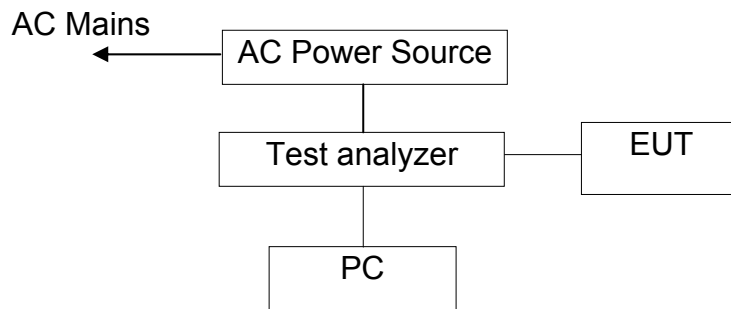 AC Mains
AC Power Source
Test analyzer
EUT
PC